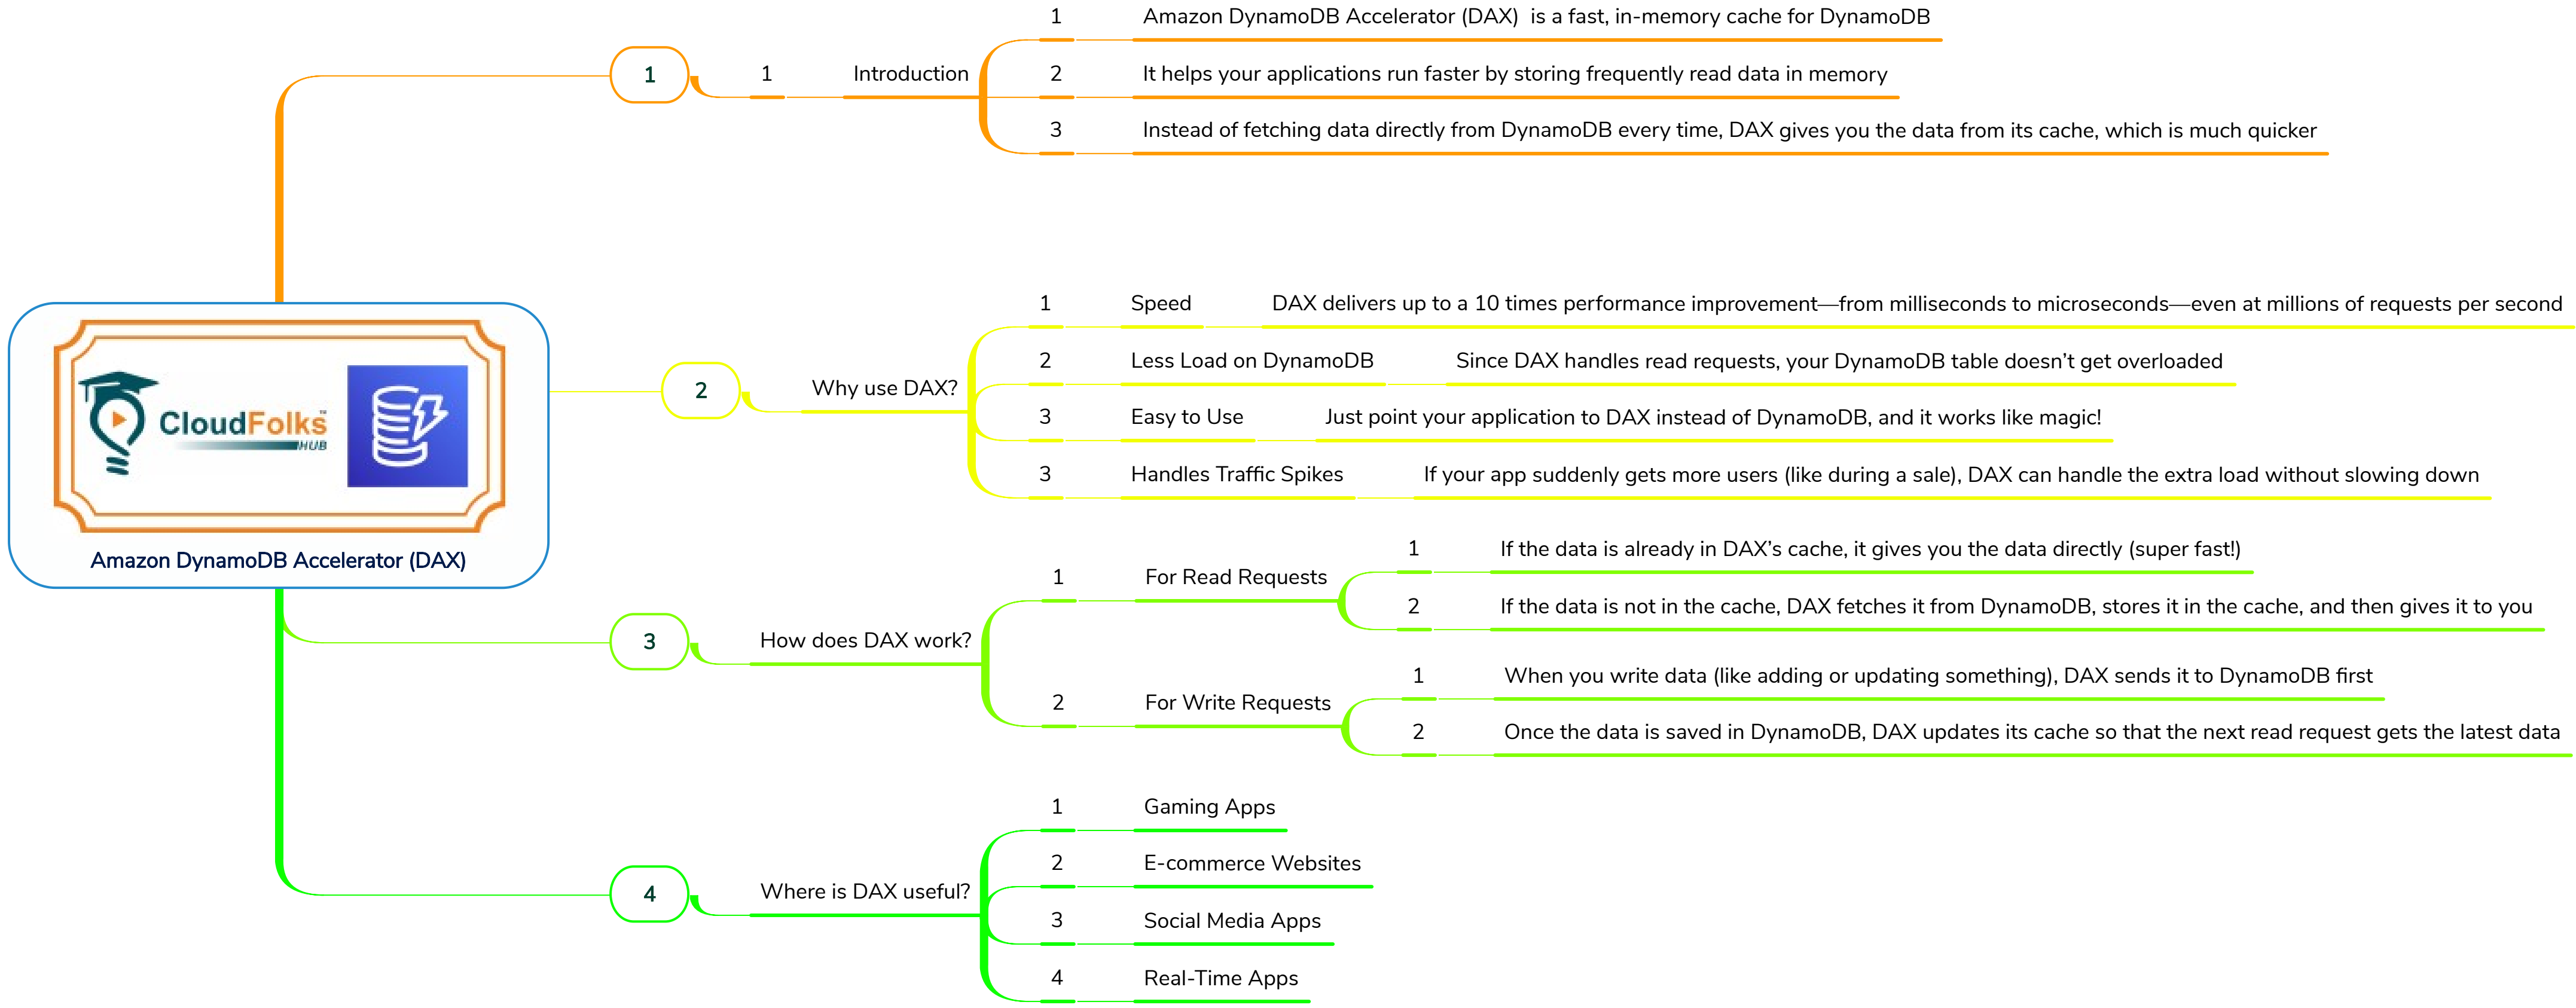 1
1
Introduction
1
Amazon DynamoDB Accelerator (DAX)  is a fast, in-memory cache for DynamoDB
2
It helps your applications run faster by storing frequently read data in memory
3
Instead of fetching data directly from DynamoDB every time, DAX gives you the data from its cache, which is much quicker
CloudFolks™
HUB
Amazon DynamoDB Accelerator (DAX)
2
Why use DAX?
1
Speed
DAX delivers up to a 10 times performance improvement—from milliseconds to microseconds—even at millions of requests per second
2
Less Load on DynamoDB
Since DAX handles read requests, your DynamoDB table doesn’t get overloaded
3
Easy to Use
Just point your application to DAX instead of DynamoDB, and it works like magic!
3
Handles Traffic Spikes
If your app suddenly gets more users (like during a sale), DAX can handle the extra load without slowing down
3
How does DAX work?
1
For Read Requests
1
If the data is already in DAX’s cache, it gives you the data directly (super fast!)
2
If the data is not in the cache, DAX fetches it from DynamoDB, stores it in the cache, and then gives it to you
2
For Write Requests
1
When you write data (like adding or updating something), DAX sends it to DynamoDB first
2
Once the data is saved in DynamoDB, DAX updates its cache so that the next read request gets the latest data
4
Where is DAX useful?
1
Gaming Apps
2
E-commerce Websites
3
Social Media Apps
4
Real-Time Apps